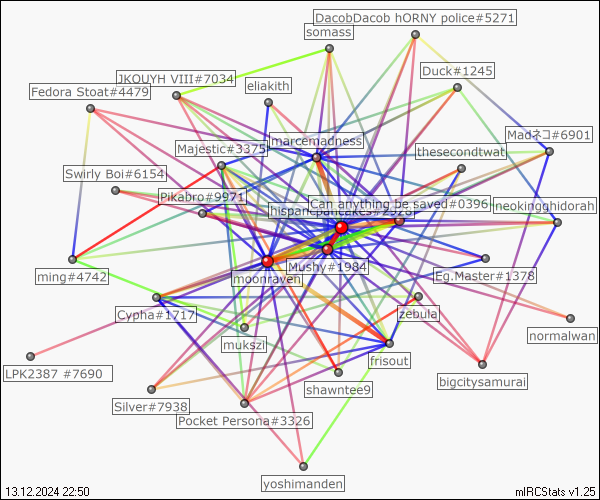 DacobDacob hORNY police#5271
somass
Duck#1245
JKOUYH VIII#7034
eliakith
Fedora Stoat#4479
marcemadness
Madネコ#6901
Majestic#3375
thesecondtwat
Swirly Boi#6154
Pikabro#9971
Can anything be saved#0396
neokingghidorah
Mushy#1984
ming#4742
moonraven
Eg.Master#1378
Cypha#1717
zebula
mukszi
frisout
normalwan
LPK2387 #7690
shawntee9
bigcitysamurai
Silver#7938
Pocket Persona#3326
yoshimanden
13.12.2024 22:50
mIRCStats v1.25